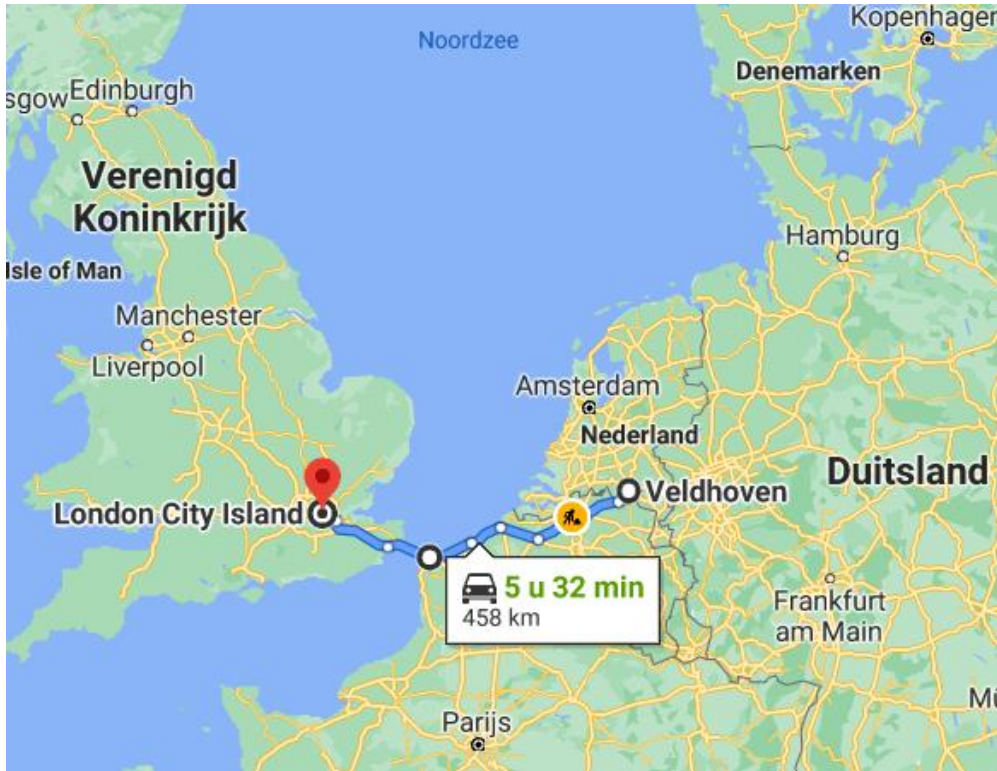 Kopenhagen
Noordzee
Denemarken
sgow
Edinburgh
Verenigd
Koninkrijk
Hamburg
Isle of Man
Manchester
Liverpool
Amsterdam
Nederland
Duitsland
Veldhoven
London City Island
5 u 32 min
458 km
Frankfurt
am Main
Mü
Parijs